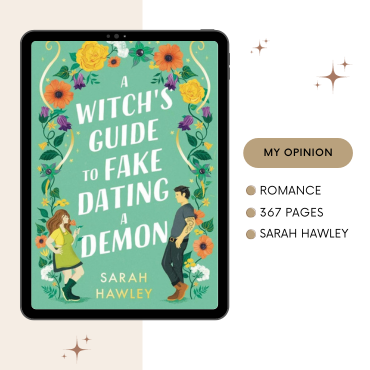 A
WITCH'S
GUIDE
TO FAKE
DATING
A
DEMON
SARAH
HAWLEY
MY OPINION
ROMANCE
367 PAGES
SARAH HAWLEY